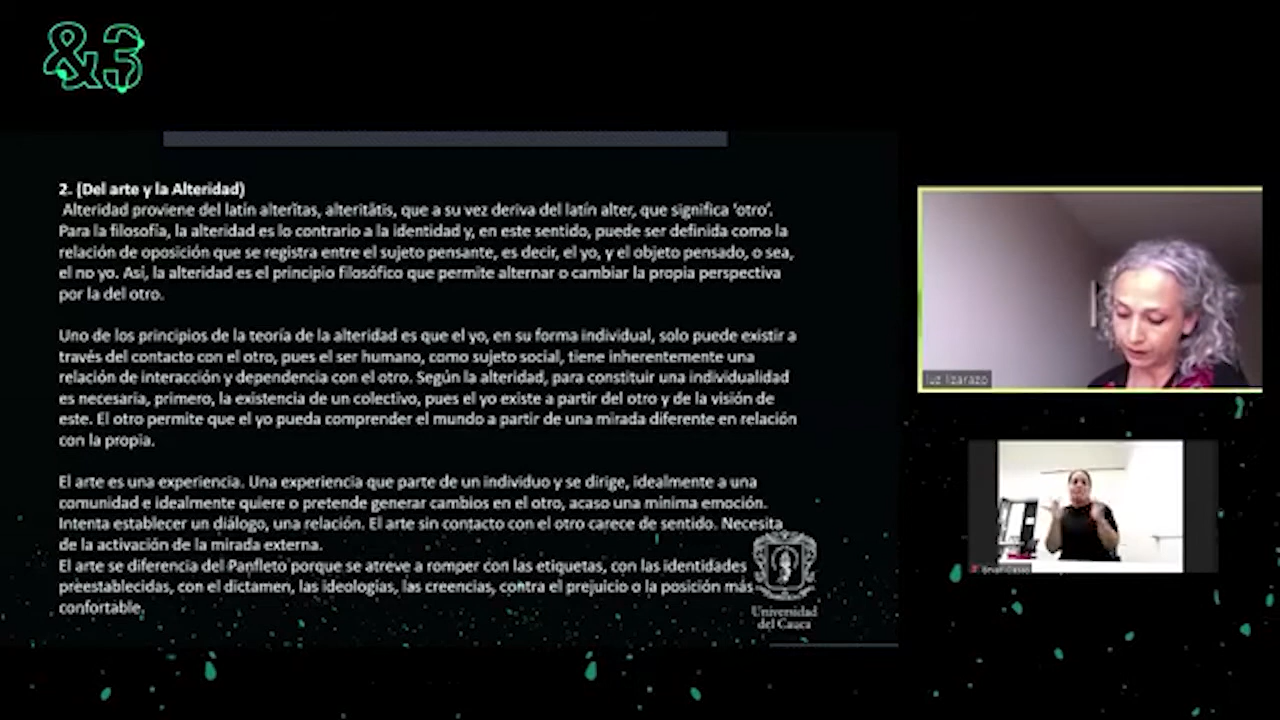 &3
2. (Del arte y la Alteridad)
Alteridad proviene del latín alterĭtas, alteritātis, que a su vez deriva del latín alter, que significa ‘otro’.
Para la filosofía, la alteridad es lo contrario a la identidad y, en este sentido, puede ser definida como la
relación de oposición que se registra entre el sujeto pensante, es decir, el yo, y el objeto pensado, o sea,
el no yo. Así, la alteridad es el principio filosófico que permite alternar o cambiar la propia perspectiva
por la del otro.
Uno de los principios de la teoría de la alteridad es que el yo, en su forma individual, solo puede existir a
través del contacto con el otro, pues el ser humano, como sujeto social, tiene inherentemente una
relación de interacción y dependencia con el otro. Según la alteridad, para constituir una individualidad
es necesaria, primero, la existencia de un colectivo, pues el yo existe a partir del otro y de la visión de
este. El otro permite que el yo pueda comprender el mundo a partir de una mirada diferente en relación
con la propia.
El arte es una experiencia. Una experiencia que parte de un individuo y se dirige, idealmente a una
comunidad e idealmente quiere o pretende generar cambios en el otro, acaso una mínima emoción.
Intenta establecer un diálogo, una relación. El arte sin contacto con el otro carece de sentido. Necesita
de la activación de la mirada externa.
El arte se diferencia del Panfleto porque se atreve a romper con las etiquetas, con las identidades
preestablecidas, con el dictamen, las ideologías, las creencias, contra el prejuicio o la posición más
confortable.
Universidad
del Cauca
luz lizarazo